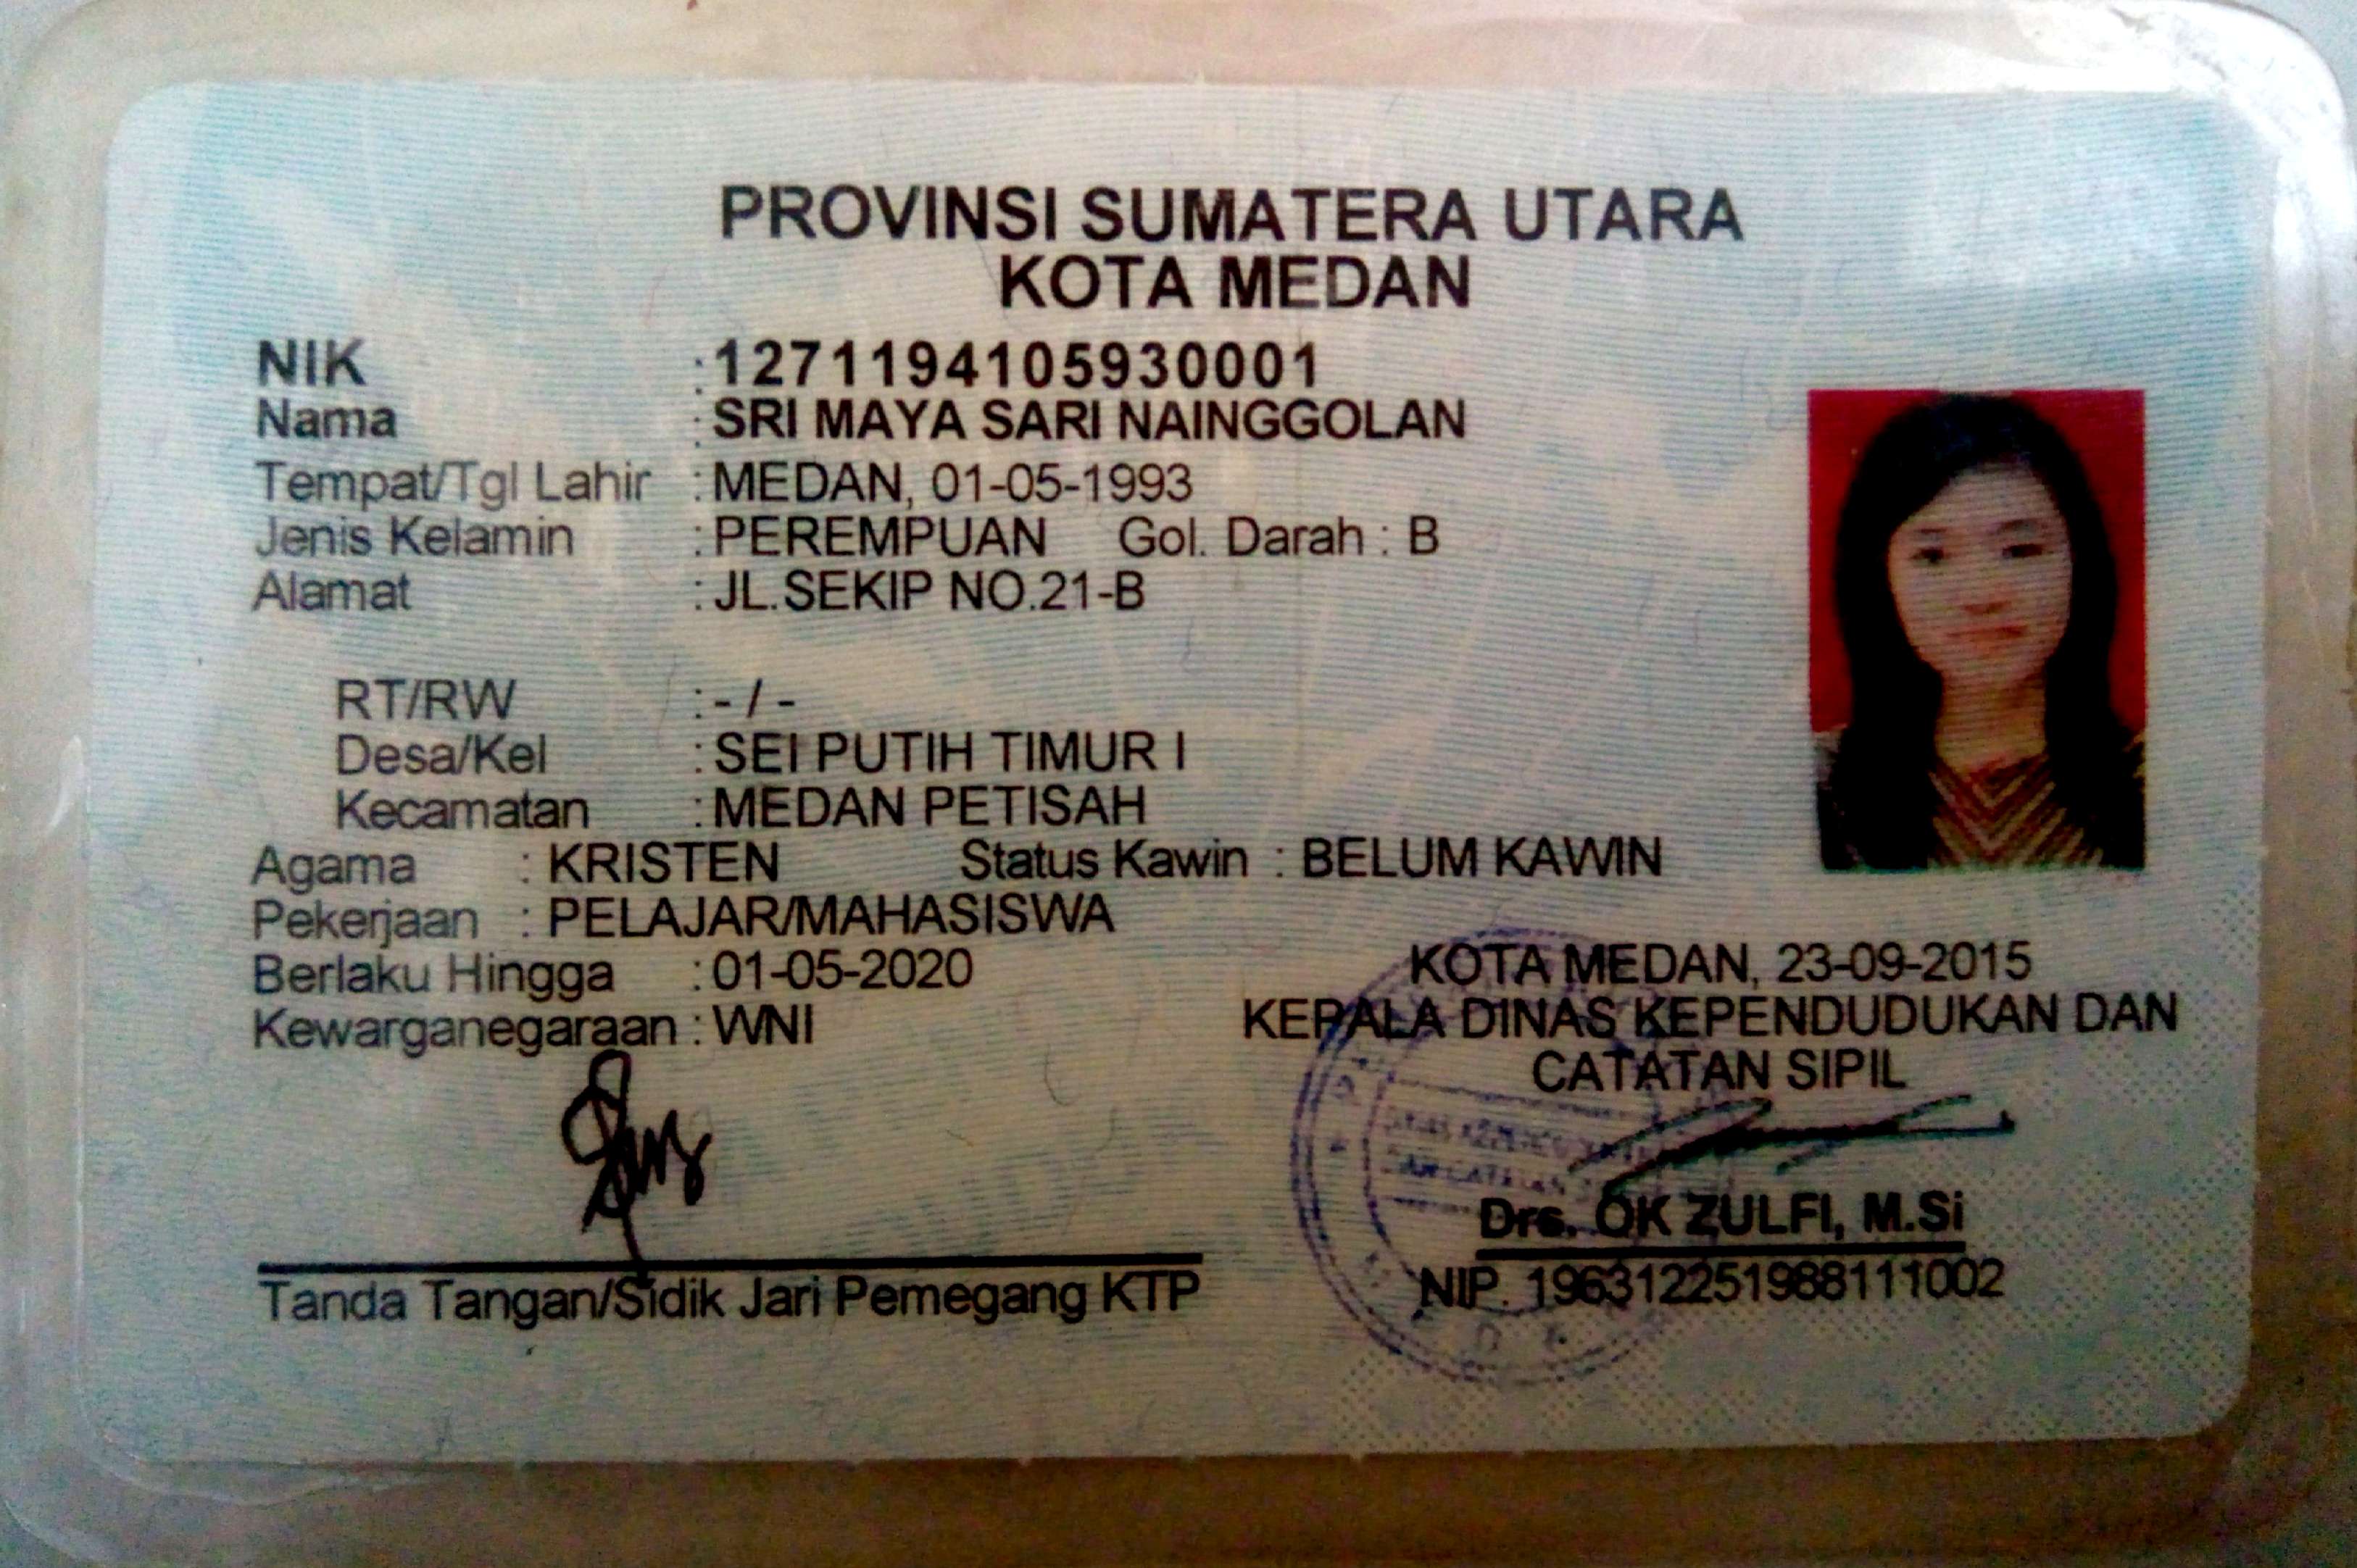 PROVINSI SUMATERA UTARA
KOTA MEDAN
NIK : 1271194105930001
Nama : SRI MAYA SARI NAINGGOLAN
Tempat/Tgl Lahir : MEDAN, 01-05-1993
Jenis Kelamin : PEREMPUAN Gol. Darah : B
Alamat : JL.SEKIP NO.21-B
RT/RW : - / -
Desa/Kel : SEI PUTIH TIMUR I
Kecamatan : MEDAN PETISAH
Agama : KRISTEN Status Kawin : BELUM KAWIN
Pekerjaan : PELAJAR/MAHASISWA
Berlaku Hingga : 01-05-2020
Kewarganegaraan : WNI
KOTA MEDAN, 23-09-2015
KEPALA DINAS KEPENDUDUKAN DAN
CATATAN SIPIL
Drs. OK ZULFI, M.Si
NIP. 196312251988111002
Tanda Tangan/Sidik Jari Pemegang KTP